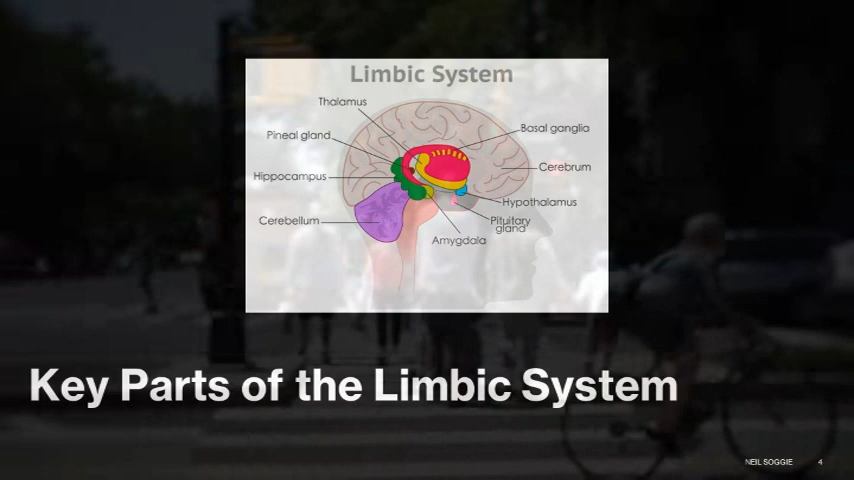 Limbic System
Thalamus
Basal ganglia
Pineal gland
Cerebrum
Hippocampus
Hypothalamus
Cerebellum
Pituitary
gland
Amygdala
Key Parts of the Limbic System
NEIL SOGGIE 4